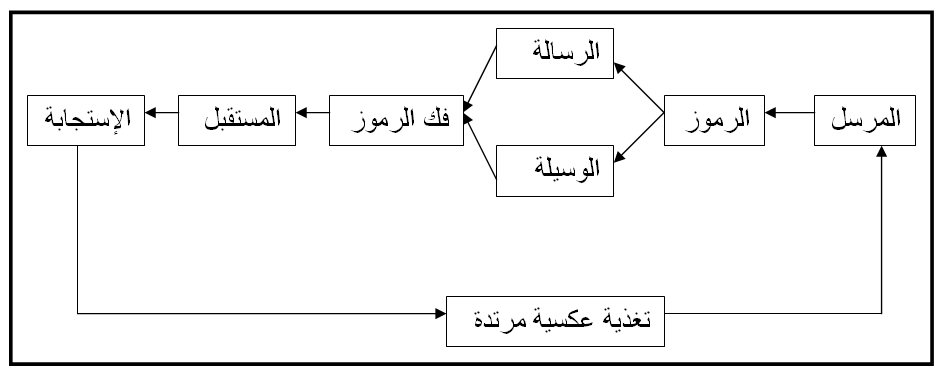 المرسل
الرموز
الرسالة
الوسيلة
فك الرموز
المستقبل
الإستجابة
تغذية عكسية مرتدة